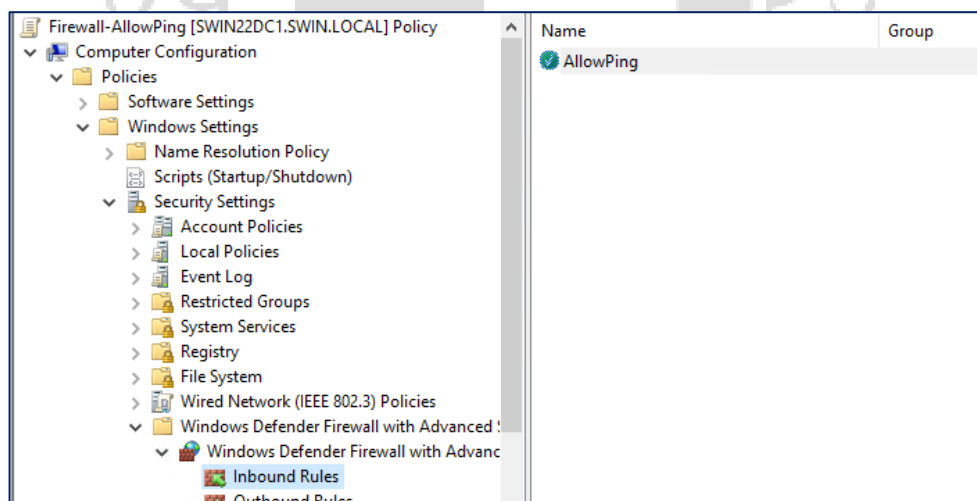 Firewall-AllowPing [SWIN22DC1.SWIN.LOCAL] Policy
Computer Configuration
Policies
Software Settings
Windows Settings
Name Resolution Policy
Scripts (Startup/Shutdown)
Security Settings
Account Policies
Local Policies
Event Log
Restricted Groups
System Services
Registry
File System
Wired Network (IEEE 802.3) Policies
Windows Defender Firewall with Advanced S
Windows Defender Firewall with Advanc
Inbound Rules
Outbound Rules
Name Group
AllowPing